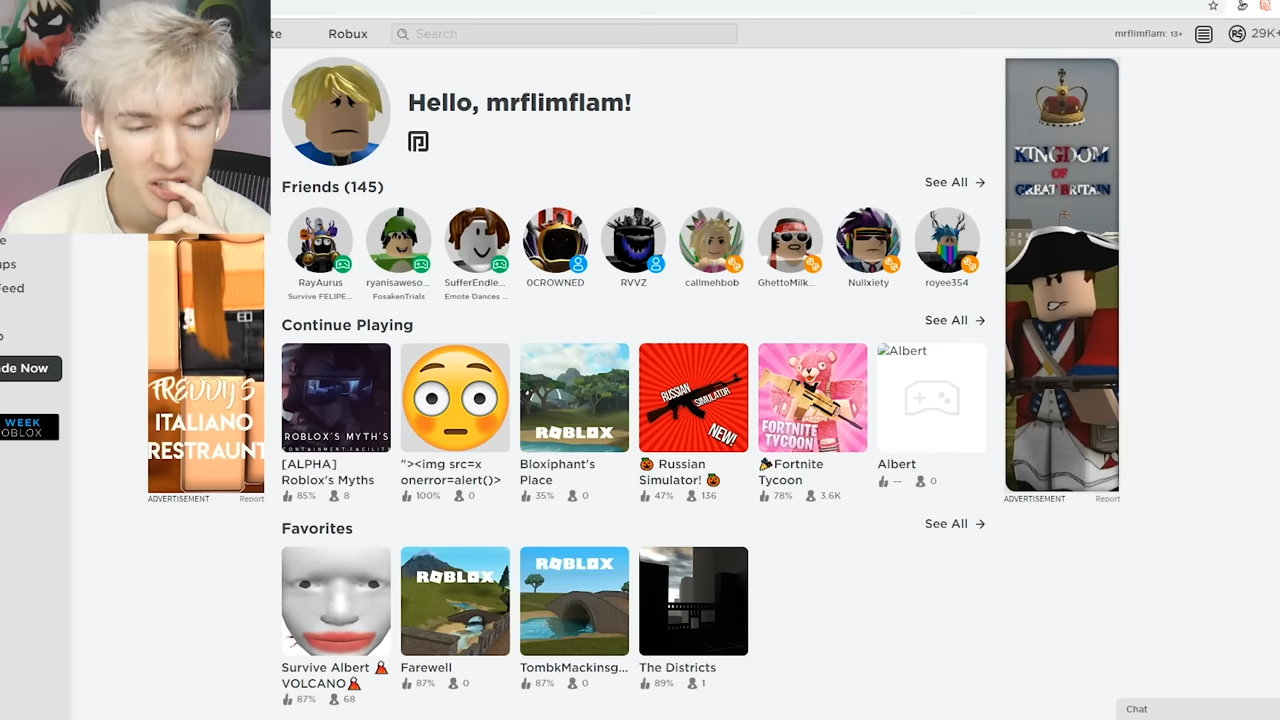 te
Robux
Search
mrflimflam: 13+
29K+
Hello, mrflimflam!
Friends (145)
See All →
RayAurus
ryanisaweso...
SufferEndle...
0CROWNED
RVVZ
callmehbob
GhettoMilk...
Nullxiety
royee354
Survive FELIPE...
FosakenTrials
Emote Dances ...
e
ups
Feed
o
de Now
WEEK
OBLOX
FREDDY'S
ITALIANO
RESTRAUNT
ADVERTISEMENT
Report
Continue Playing
See All →
ROBLOX'S MYTH'S
CONTAINMENT FACILITY
ROBLOX
RUSSIAN
SIMULATOR
NEW!
FORTNITE
TYCOON
Albert
[ALPHA]
Roblox's Myths
"><img src=x
onerror=alert()>
Bloxiphant's
Place
🎃 Russian
Simulator! 🎃
Fortnite
Tycoon
Albert
85% 8
100% 0
35% 0
47% 136
78% 3.6K
-- 0
Favorites
See All →
ROBLOX
ROBLOX
Survive Albert 🌋
VOLCANO🌋
Farewell
TombkMackinsg...
The Districts
87% 68
87% 0
87% 0
89% 1
KINGDOM
OF
GREAT BRITAIN
ADVERTISEMENT
Report
Chat